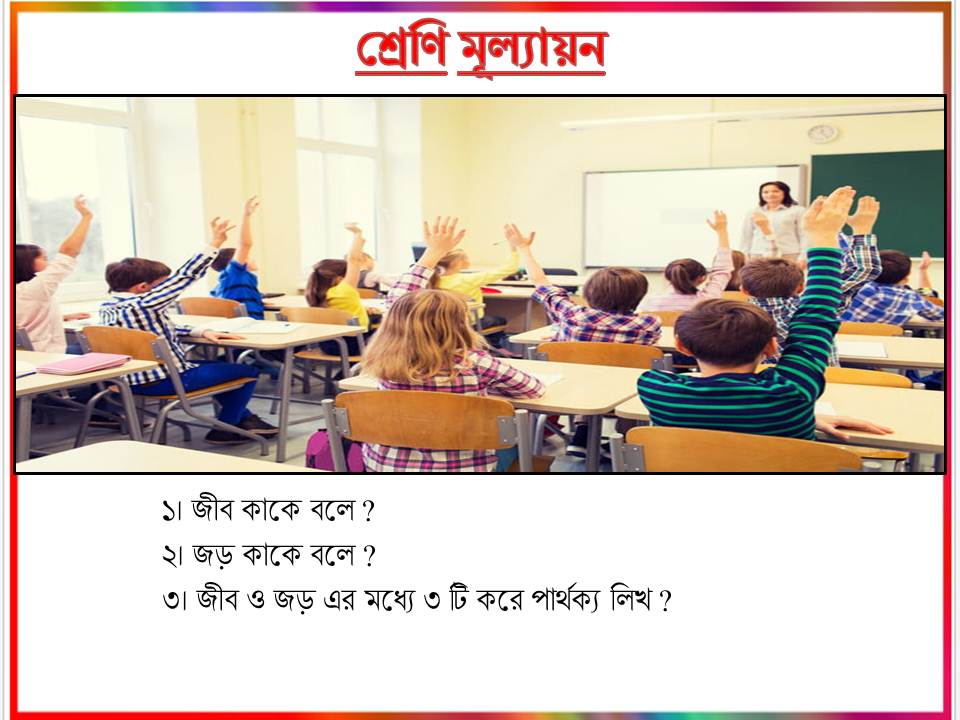 শ্রেণি মূল্যায়ন
১। জীব কাকে বলে ?
২। জড় কাকে বলে ?
৩। জীব ও জড় এর মধ্যে ৩ টি করে পার্থক্য লিখ ?